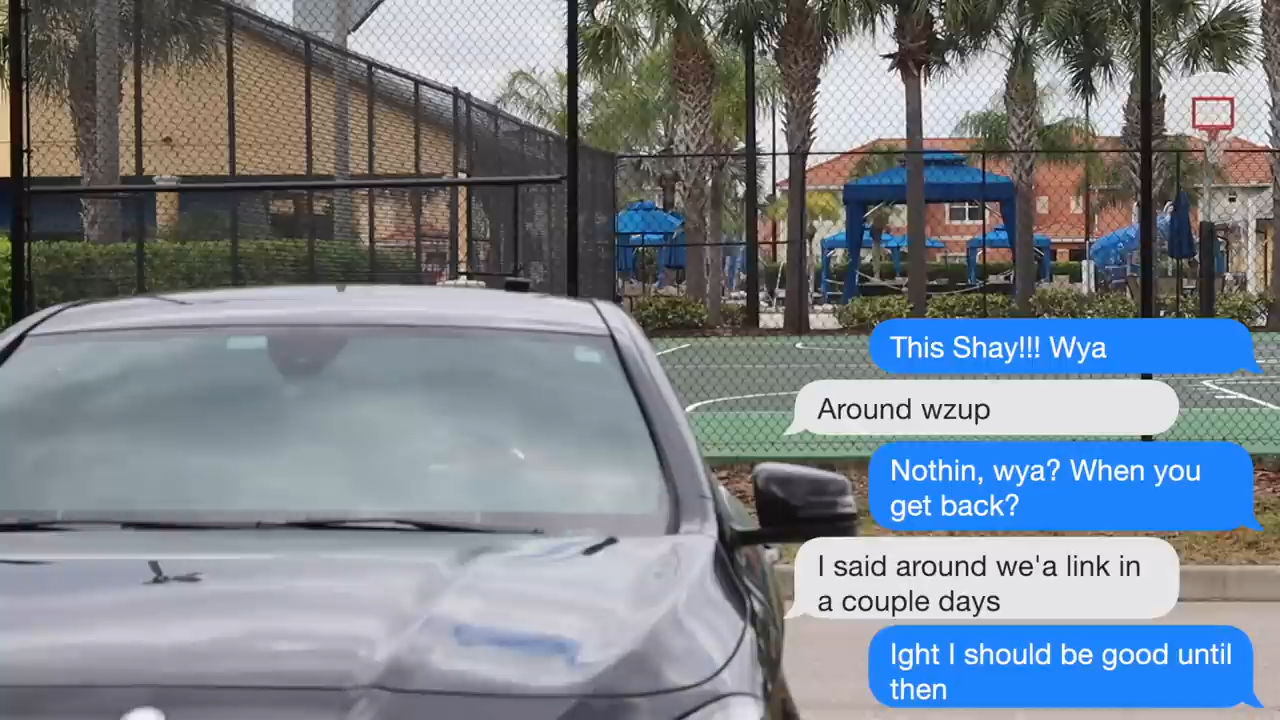 This Shay!!! Wya
Around wzup
Nothin, wya? When you
get back?
I said around we'a link in
a couple days
Ight I should be good until
then